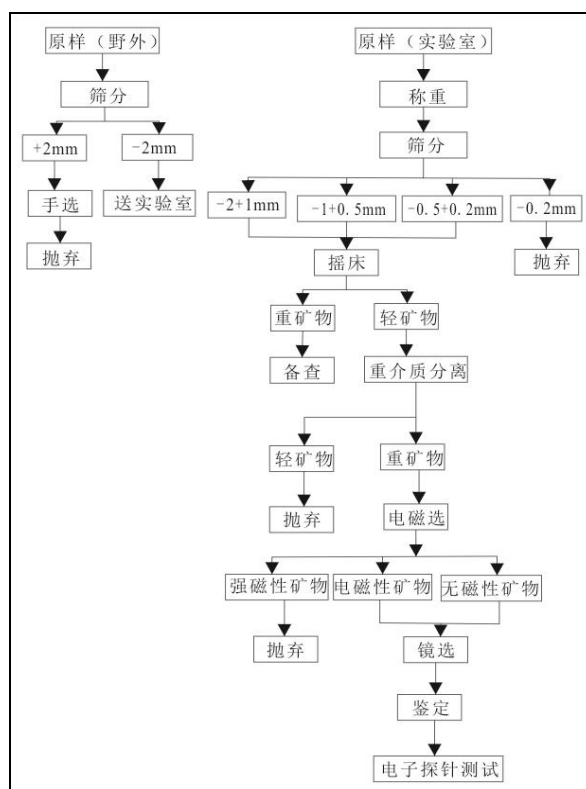 原样（野外）
筛分
+2mm
-2mm
手选
送实验室
抛弃
原样（实验室）
称重
筛分
-2+1mm
-1+0.5mm
-0.5+0.2mm
-0.2mm
摇床
抛弃
重矿物
轻矿物
备查
重介质分离
轻矿物
重矿物
抛弃
电磁选
强磁性矿物
电磁性矿物
无磁性矿物
抛弃
镜选
鉴定
电子探针测试